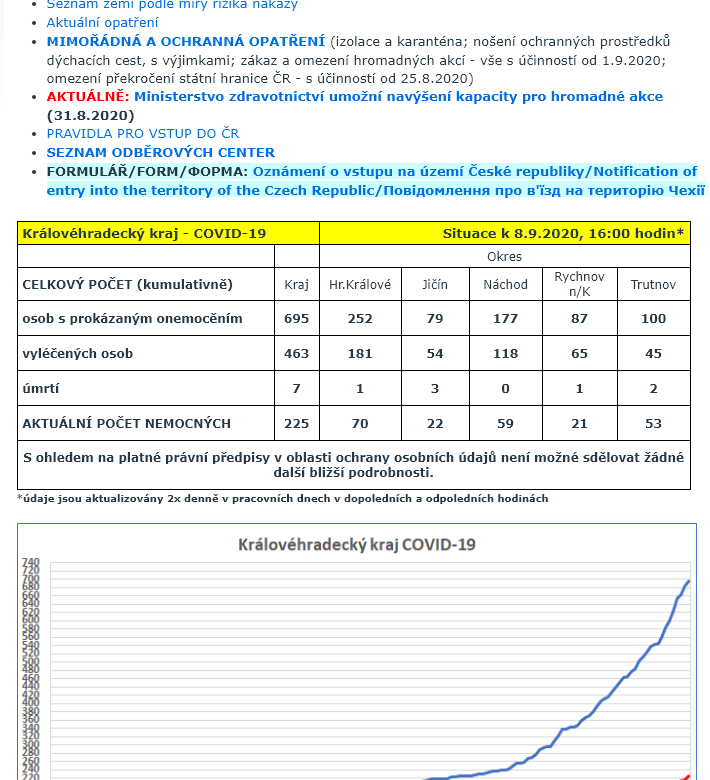 Seznam zemí podle míry rizika nákazy
Aktuální opatření
MIMOŘÁDNÁ A OCHRANNÁ OPATŘENÍ (izolace a karanténa; nošení ochranných prostředků
dýchacích cest, s výjimkami; zákaz a omezení hromadných akcí - vše s účinností od 1.9.2020;
omezení překročení státní hranice ČR - s účinností od 25.8.2020)
AKTUÁLNĚ: Ministerstvo zdravotnictví umožní navýšení kapacity pro hromadné akce
(31.8.2020)
PRAVIDLA PRO VSTUP DO ČR
SEZNAM ODBĚROVÝCH CENTER
FORMULÁŘ/FORM/ФОРМА: Oznámení o vstupu na území České republiky/Notification of
entry into the territory of the Czech Republic/Повідомлення про в'їзд на територію Чехії
Královéhradecký kraj - COVID-19 Situace k 8.9.2020, 16:00 hodin*
Okres
CELKOVÝ POČET (kumulativně) Kraj Hr.Králové Jičín Náchod Rychnov n/K Trutnov
osob s prokázaným onemocěním 695 252 79 177 87 100
vyléčených osob 463 181 54 118 65 45
úmrtí 7 1 3 0 1 2
AKTUÁLNÍ POČET NEMOCNÝCH 225 70 22 59 21 53
S ohledem na platné právní předpisy v oblasti ochrany osobních údajů není možné sdělovat žádné
další bližší podrobnosti.
*údaje jsou aktualizovány 2x denně v pracovních dnech v dopoledních a odpoledních hodinách
Královéhradecký kraj COVID-19
740
720
700
680
660
640
620
600
580
560
540
520
500
480
460
440
420
400
380
360
340
320
300
280
260
240
220